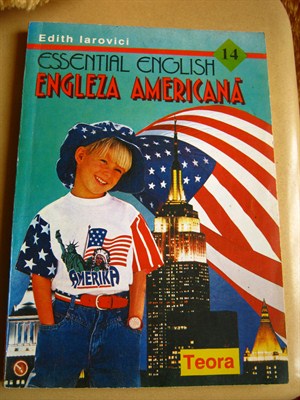 Edith Iarovici
14
ESSENTIAL ENGLISH
ENGLEZA AMERICANĂ
AMERIKA
Teora